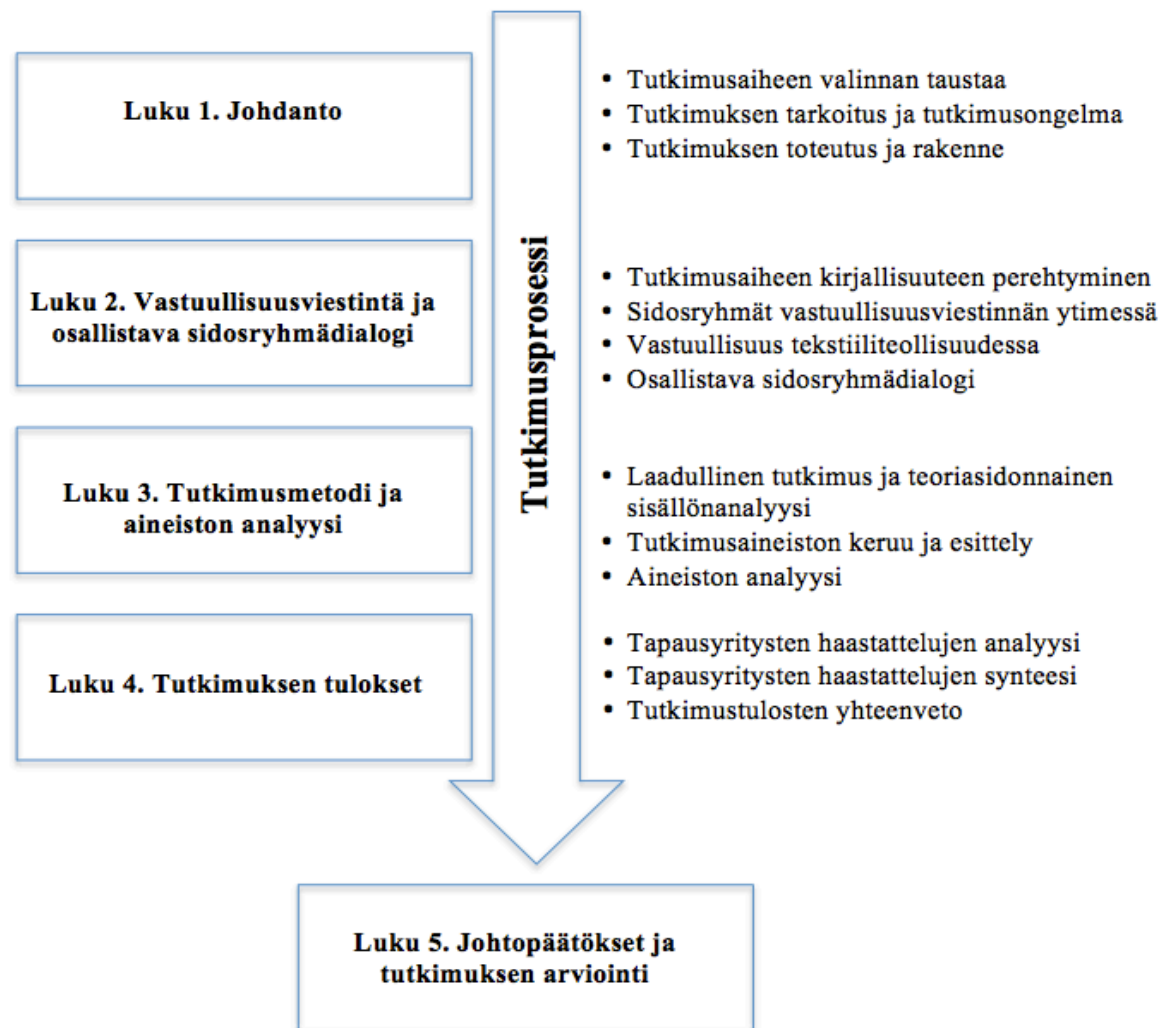 Luku 1. Johdanto
• Tutkimusaiheen valinnan taustaa
• Tutkimuksen tarkoitus ja tutkimusongelma
• Tutkimuksen toteutus ja rakenne
Tutkimusprosessi
Luku 2. Vastuullisuusviestintä ja
osallistava sidosryhmädialogi
• Tutkimusaiheen kirjallisuuteen perehtyminen
• Sidosryhmät vastuullisuusviestinnän ytimessä
• Vastuullisuus tekstiiliteollisuudessa
• Osallistava sidosryhmädialogi
Luku 3. Tutkimusmetodi ja
aineiston analyysi
• Laadullinen tutkimus ja teoriasidonnainen
sisällönanalyysi
• Tutkimusaineiston keruu ja esittely
• Aineiston analyysi
Luku 4. Tutkimuksen tulokset
• Tapausyritysten haastattelujen analyysi
• Tapausyritysten haastattelujen synteesi
• Tutkimustulosten yhteenveto
Luku 5. Johtopäätökset ja
tutkimuksen arviointi